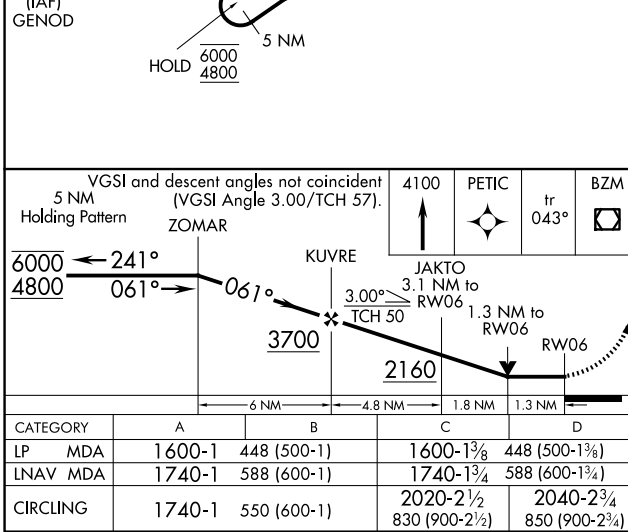 (IAF)
GENOD
5 NM
HOLD 6000
4800
VGSI and descent angles not coincident
(VGSI Angle 3.00/TCH 57).
5 NM
Holding Pattern
4100
PETIC
tr
043°
BZM
ZOMAR
KUVRE
JAKTO
3.1 NM to
RW06
1.3 NM to
RW06
RW06
6000
4800
241°
061°
061°
3.00°
TCH 50
3700
2160
6 NM
4.8 NM
1.8 NM
1.3 NM
CATEGORY A B C D
LP MDA 1600-1 448 (500-1) 1600-1⅜ 448 (500-1⅜)
LNAV MDA 1740-1 588 (600-1) 1740-1¾ 588 (600-1¾)
CIRCLING 1740-1 550 (600-1) 2020-2½ 2040-2¾
830 (900-2½) 850 (900-2¾)